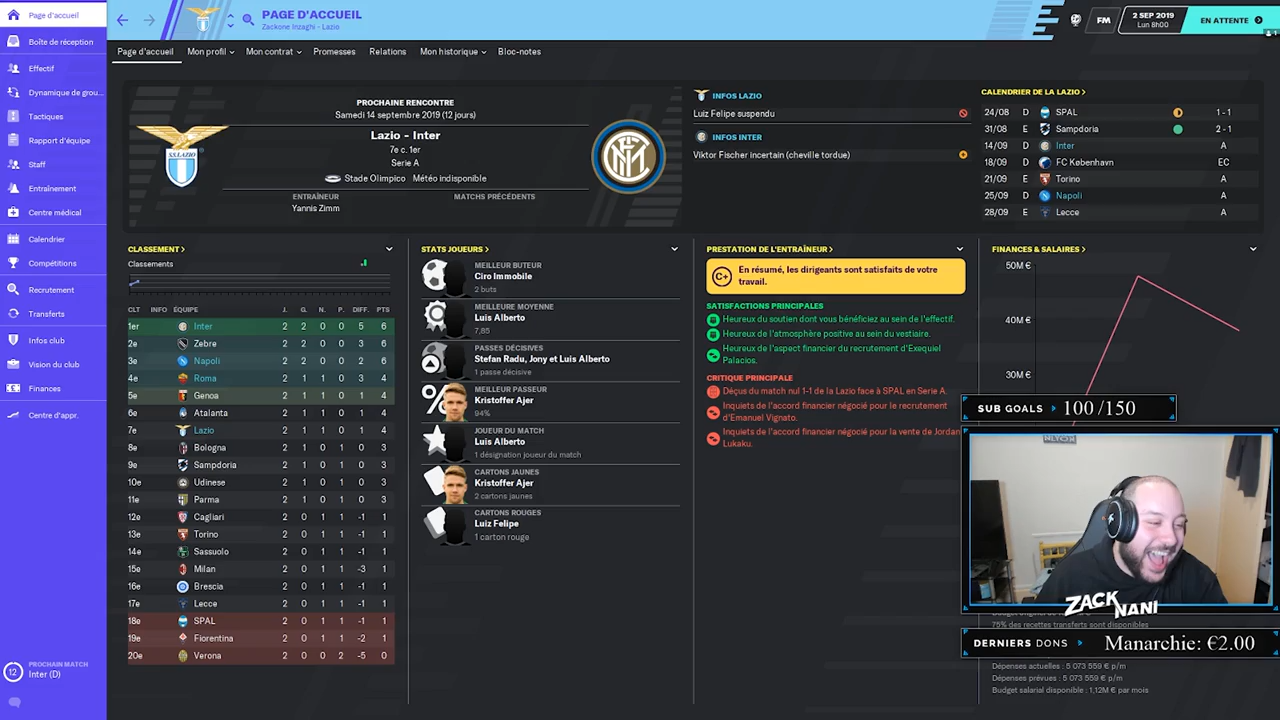 Page d'accueil
Boîte de réception
Effectif
Dynamique de grou...
Tactiques
Rapport d'équipe
Staff
Entraînement
Centre médical
Calendrier
Compétitions
Recrutement
Transferts
Infos club
Vision du club
Finances
Centre d'appr.
12
PROCHAIN MATCH
Inter (D)
PAGE D'ACCUEIL
Zackone Inzaghi - Lazio
FM
2 SEP 2019
Lun 8h00
EN ATTENTE
1
Page d'accueil
Mon profil
Mon contrat
Promesses
Relations
Mon historique
Bloc-notes
PROCHAINE RENCONTRE
Samedi 14 septembre 2019 (12 jours)
Lazio - Inter
7e c. 1er
Serie A
Stade Olimpico Météo indisponible
ENTRAÎNEUR
Yannis Zimm
MATCHS PRÉCÉDENTS
S.S.LAZIO
INFOS LAZIO
Luiz Felipe suspendu
INFOS INTER
Viktor Fischer incertain (cheville tordue)
CALENDRIER DE LA LAZIO >
24/08 D SPAL 1 - 1
31/08 E Sampdoria 2 - 1
14/09 D Inter A
18/09 D FC København EC
21/09 E Torino A
25/09 D Napoli A
28/09 E Lecce A
CLASSEMENT >
Classements
CLT INFO ÉQUIPE J. G. N. P. DIFF. PTS
1er Inter 2 2 0 0 5 6
2e Zebre 2 2 0 0 3 6
3e Napoli 2 2 0 0 2 6
4e Roma 2 1 1 0 3 4
5e Genoa 2 1 1 0 1 4
6e Atalanta 2 1 1 0 1 4
7e Lazio 2 1 1 0 1 4
8e Bologna 2 1 0 1 0 3
9e Sampdoria 2 1 0 1 0 3
10e Udinese 2 1 0 1 0 3
11e Parma 2 1 0 1 0 3
12e Cagliari 2 0 1 1 -1 1
13e Torino 2 0 1 1 -1 1
14e Sassuolo 2 0 1 1 -1 1
15e Milan 2 0 1 1 -3 1
16e Brescia 2 0 1 1 -1 1
17e Lecce 2 0 1 1 -1 1
18e SPAL 2 0 1 1 -1 1
19e Fiorentina 2 0 1 1 -2 1
20e Verona 2 0 0 2 -5 0
STATS JOUEURS >
MEILLEUR BUTEUR
Ciro Immobile
2 buts
MEILLEURE MOYENNE
Luis Alberto
7,85
PASSES DÉCISIVES
Stefan Radu, Jony et Luis Alberto
1 passe décisive
MEILLEUR PASSEUR
Kristoffer Ajer
94%
JOUEUR DU MATCH
Luis Alberto
1 désignation joueur du match
CARTONS JAUNES
Kristoffer Ajer
2 cartons jaunes
CARTONS ROUGES
Luiz Felipe
1 carton rouge
PRESTATION DE L'ENTRAÎNEUR >
C+
En résumé, les dirigeants sont satisfaits de votre
travail.
SATISFACTIONS PRINCIPALES
Heureux du soutien dont vous bénéficiez au sein de l'effectif.
Heureux de l'atmosphère positive au sein du vestiaire.
Heureux de l'aspect financier du recrutement d'Exequiel
Palacios.
CRITIQUE PRINCIPALE
Déçus du match nul 1-1 de la Lazio face à SPAL en Serie A.
Inquiets de l'accord financier négocié pour le recrutement
d'Emanuel Vignato.
Inquiets de l'accord financier négocié pour la vente de Jordan
Lukaku.
FINANCES & SALAIRES >
50M €
40M €
30M €
SUB GOALS 100 /150
ZACK NANI
75% des recettes transferts sont disponibles
DERNIERS DONS Manarchie: €2.00
Dépenses actuelles : 5 073 559 € p/m
Dépenses prévues : 5 073 559 € p/m
Budget salarial disponible : 1,12M € par mois